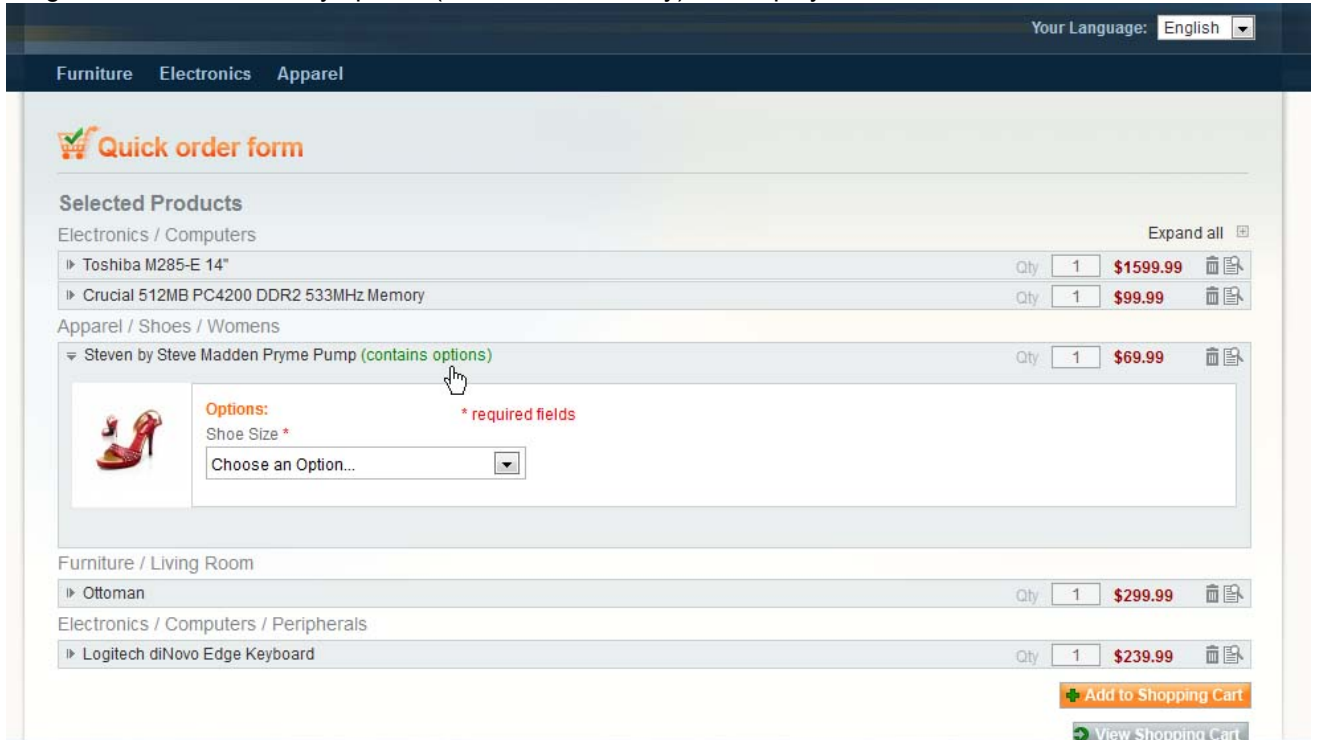 Your Language: English
Furniture Electronics Apparel
Quick order form
Selected Products
Electronics / Computers Expand all
Toshiba M285-E 14" Qty 1 $1599.99
Crucial 512MB PC4200 DDR2 533MHz Memory Qty 1 $99.99
Apparel / Shoes / Womens
Steven by Steve Madden Pryme Pump (contains options) Qty 1 $69.99
Options: * required fields
Shoe Size *
Choose an Option...
Furniture / Living Room
Ottoman Qty 1 $299.99
Electronics / Computers / Peripherals
Logitech diNovo Edge Keyboard Qty 1 $239.99
Add to Shopping Cart
View Shopping Cart